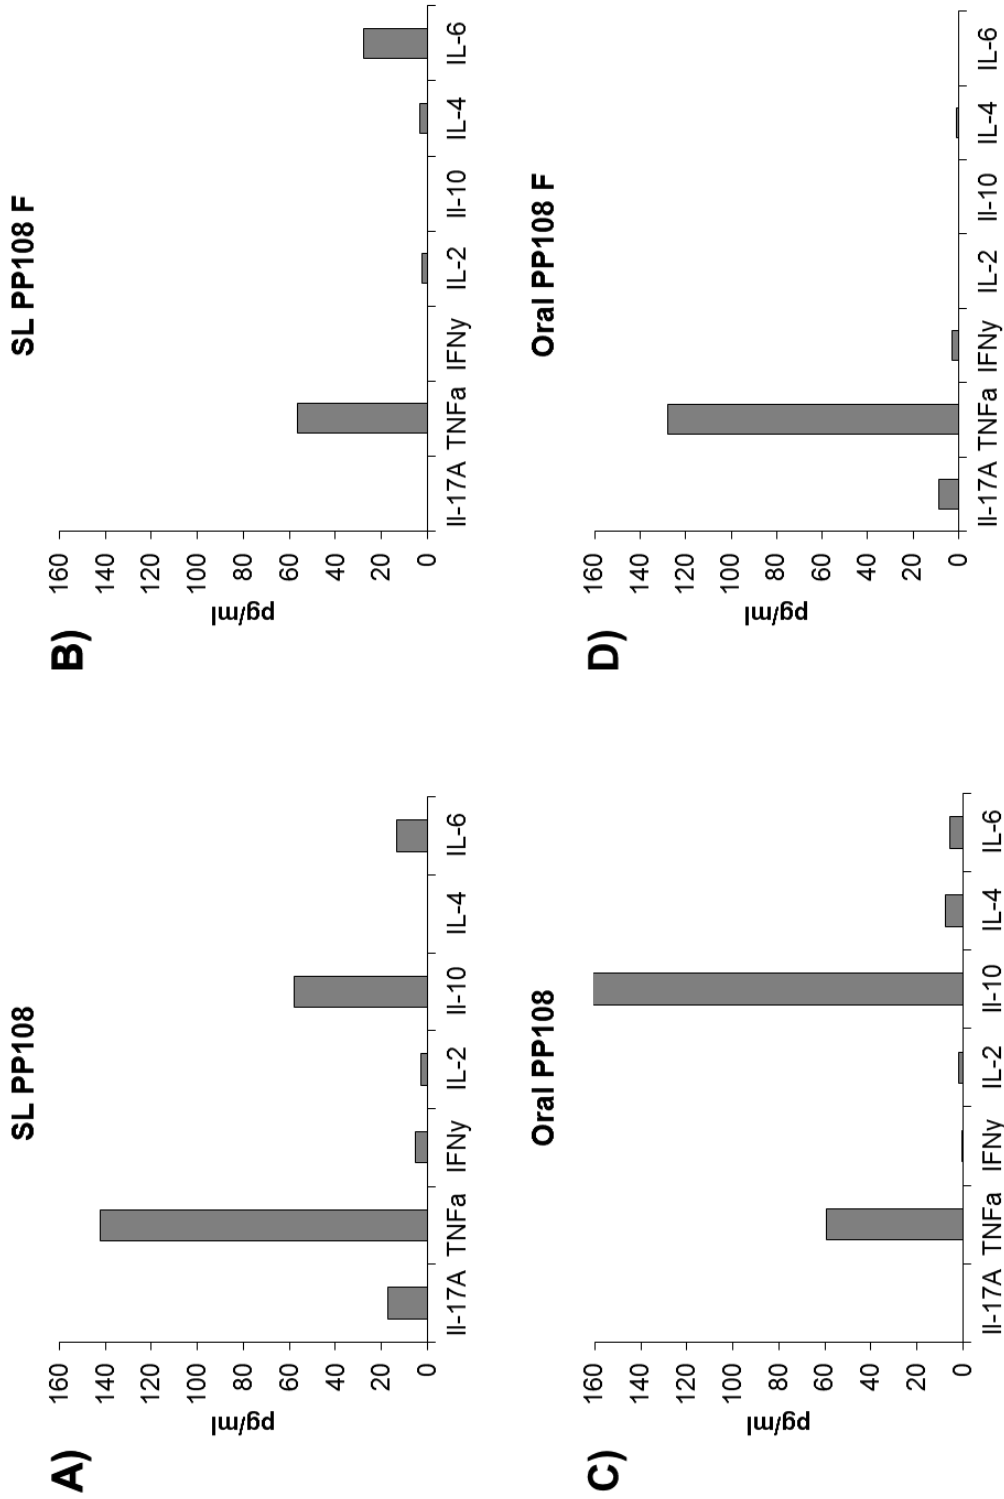 A)
SL PP108
160
140
120
100
80
60
40
20
0
pg/ml
Il-17A TNFa IFNy IL-2 Il-10 IL-4 IL-6
B)
SL PP108 F
160
140
120
100
80
60
40
20
0
pg/ml
Il-17A TNFa IFNy IL-2 Il-10 IL-4 IL-6
C)
Oral PP108
160
140
120
100
80
60
40
20
0
pg/ml
Il-17A TNFa IFNy IL-2 Il-10 IL-4 IL-6
D)
Oral PP108 F
160
140
120
100
80
60
40
20
0
pg/ml
Il-17A TNFa IFNy IL-2 Il-10 IL-4 IL-6